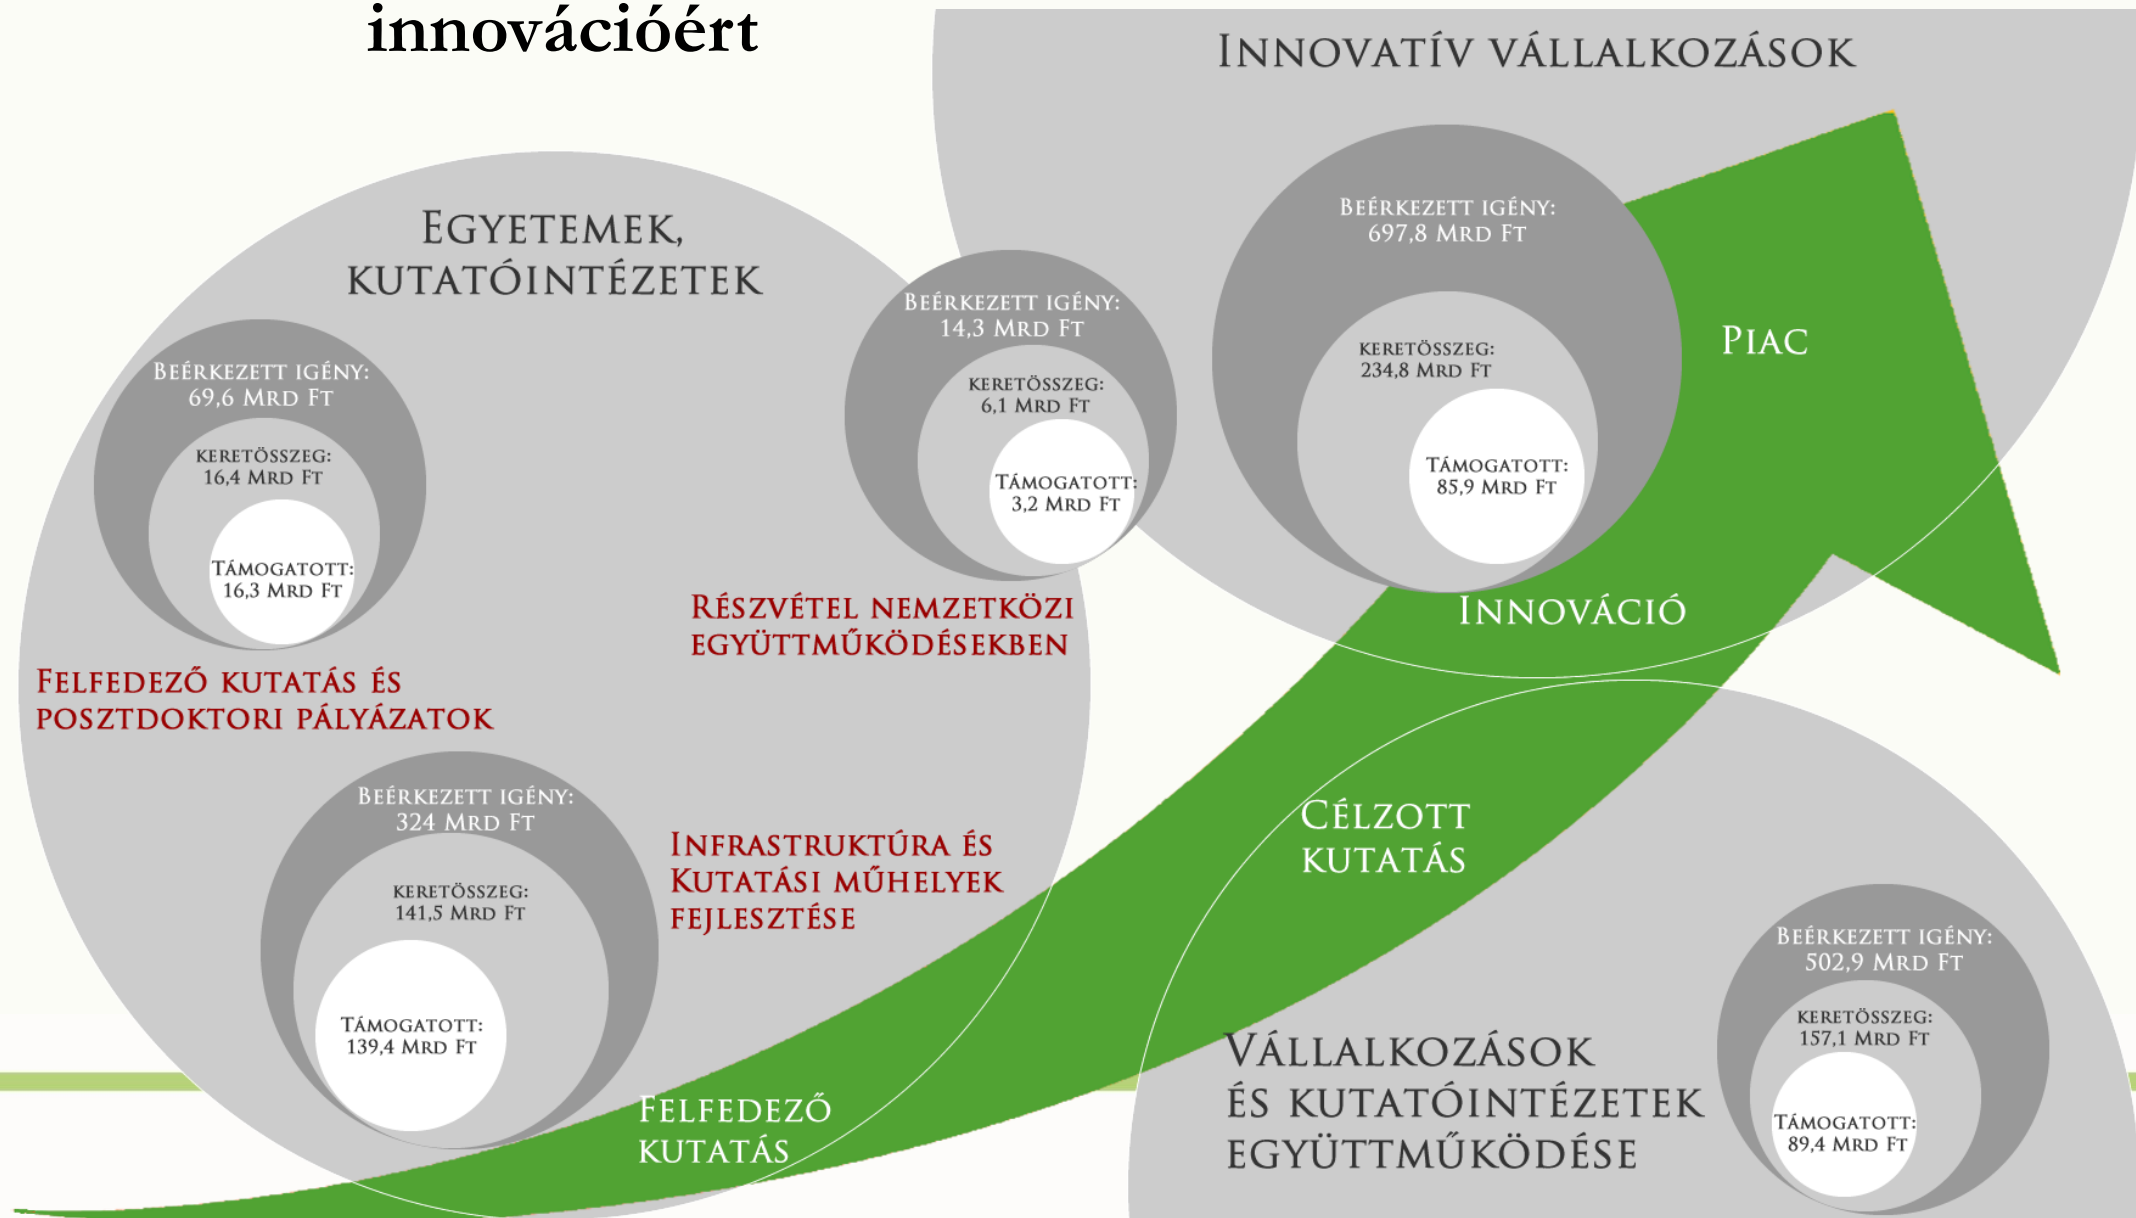 innovációért
Innovatív vállalkozások
Beérkezett igény:
697,8 Mrd Ft
keretösszeg:
234,8 Mrd Ft
Támogatott:
85,9 Mrd Ft
Piac
Innováció
Egyetemek,
kutatóintézetek
Beérkezett igény:
14,3 Mrd Ft
keretösszeg:
6,1 Mrd Ft
Támogatott:
3,2 Mrd Ft
Részvétel nemzetközi
együttműködésekben
Beérkezett igény:
69,6 Mrd Ft
keretösszeg:
16,4 Mrd Ft
Támogatott:
16,3 Mrd Ft
Felfedező kutatás és
posztdoktori pályázatok
Beérkezett igény:
324 Mrd Ft
keretösszeg:
141,5 Mrd Ft
Támogatott:
139,4 Mrd Ft
Infrastruktúra és
Kutatási műhelyek
fejlesztése
Felfedező
kutatás
Célzott
kutatás
Vállalkozások
és kutatóintézetek
együttműködése
Beérkezett igény:
502,9 Mrd Ft
keretösszeg:
157,1 Mrd Ft
Támogatott:
89,4 Mrd Ft